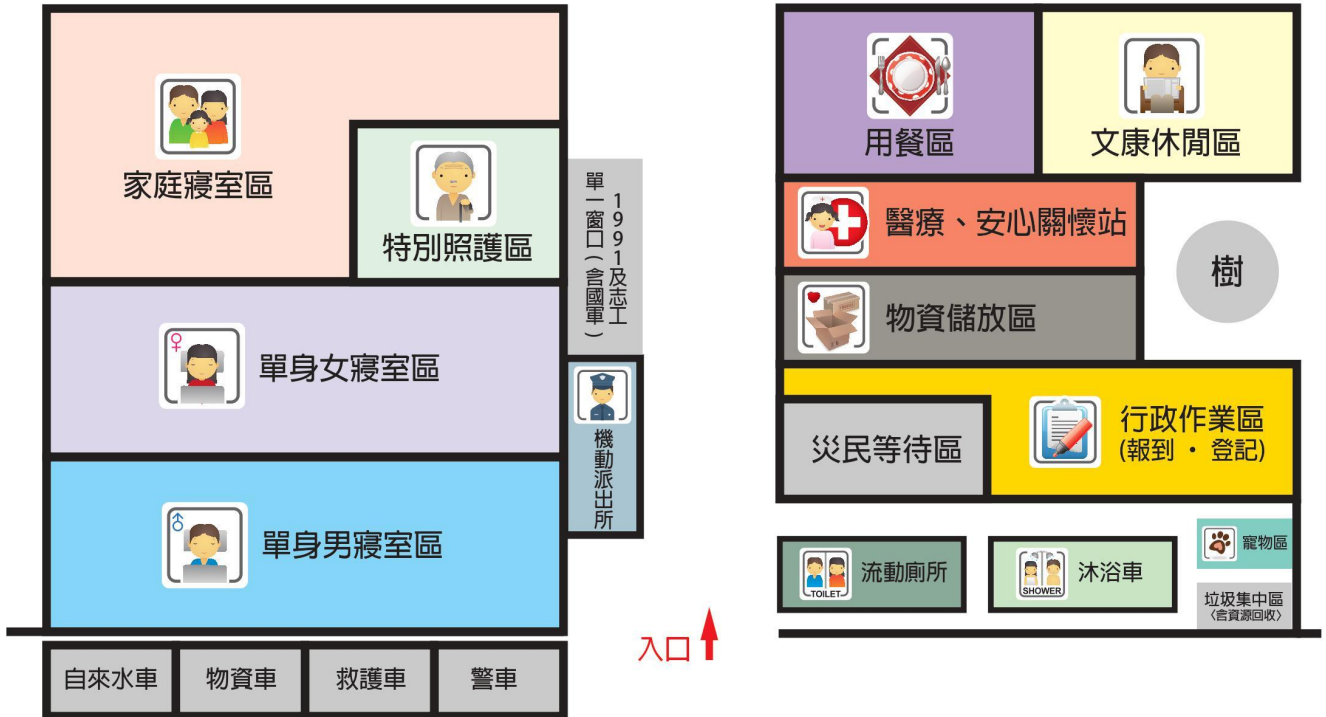 家庭寢室區
特別照護區
單一窗口(含國軍)
1991及志工
單身女寢室區
機動派出所
單身男寢室區
自來水車
物資車
救護車
警車
入口
用餐區
文康休閒區
醫療、安心關懷站
樹
物資儲放區
行政作業區
(報到 · 登記)
災民等待區
TOILET
流動廁所
SHOWER
沐浴車
寵物區
垃圾集中區
〈含資源回收〉